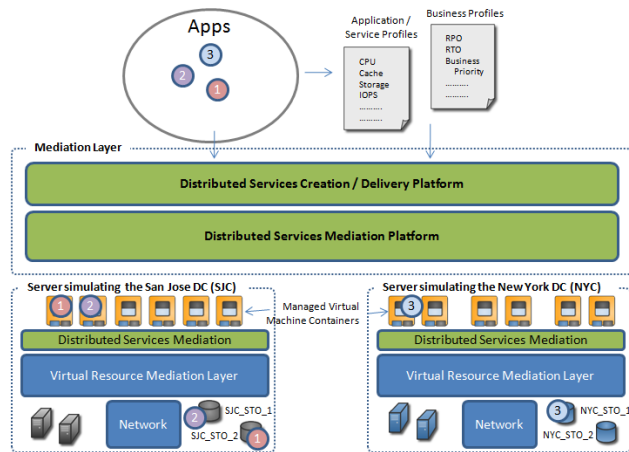 Apps
3
2
1
Application /
Service Profiles
CPU
Cache
Storage
IOPS
..........
..........
Business Profiles
RPO
RTO
Business
Priority
..........
..........
Mediation Layer
Distributed Services Creation / Delivery Platform
Distributed Services Mediation Platform
Server simulating the San Jose DC (SJC)
1
2
Distributed Services Mediation
Virtual Resource Mediation Layer
Network
2
SJC_STO_1
SJC_STO_2
1
Managed Virtual
Machine Containers
Server simulating the New York DC (NYC)
3
Distributed Services Mediation
Virtual Resource Mediation Layer
Network
3
NYC_STO_1
NYC_STO_2